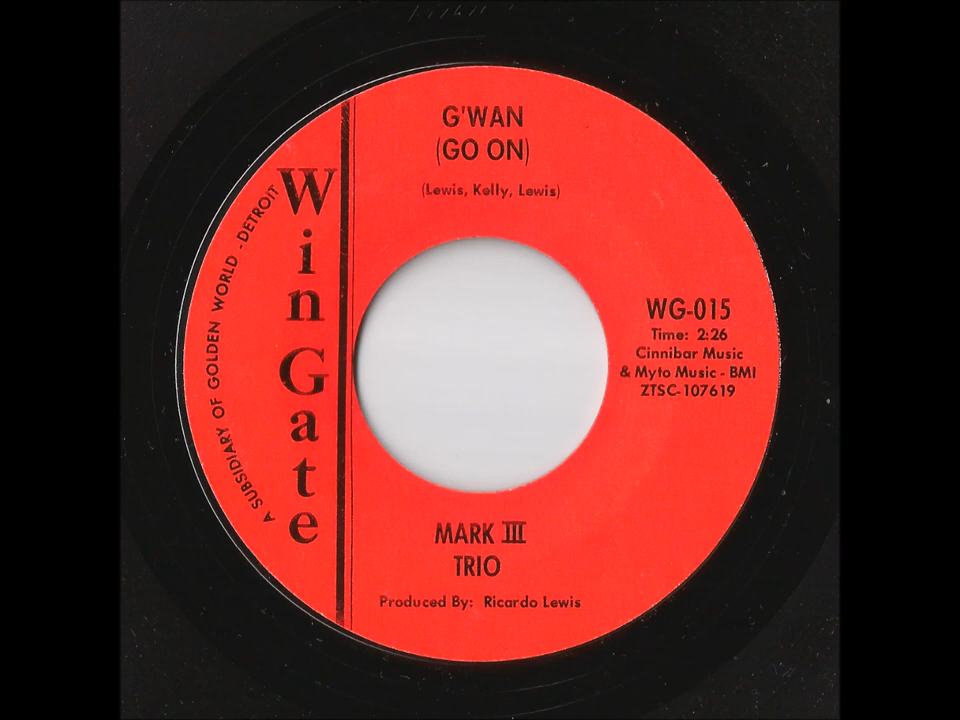 G'WAN
(GO ON)
(Lewis, Kelly, Lewis)
WinGate
A SUBSIDIARY OF GOLDEN WORLD - DETROIT
WG-015
Time: 2:26
Cinnibar Music
& Myto Music - BMI
ZTSC-107619
MARK III
TRIO
Produced By: Ricardo Lewis